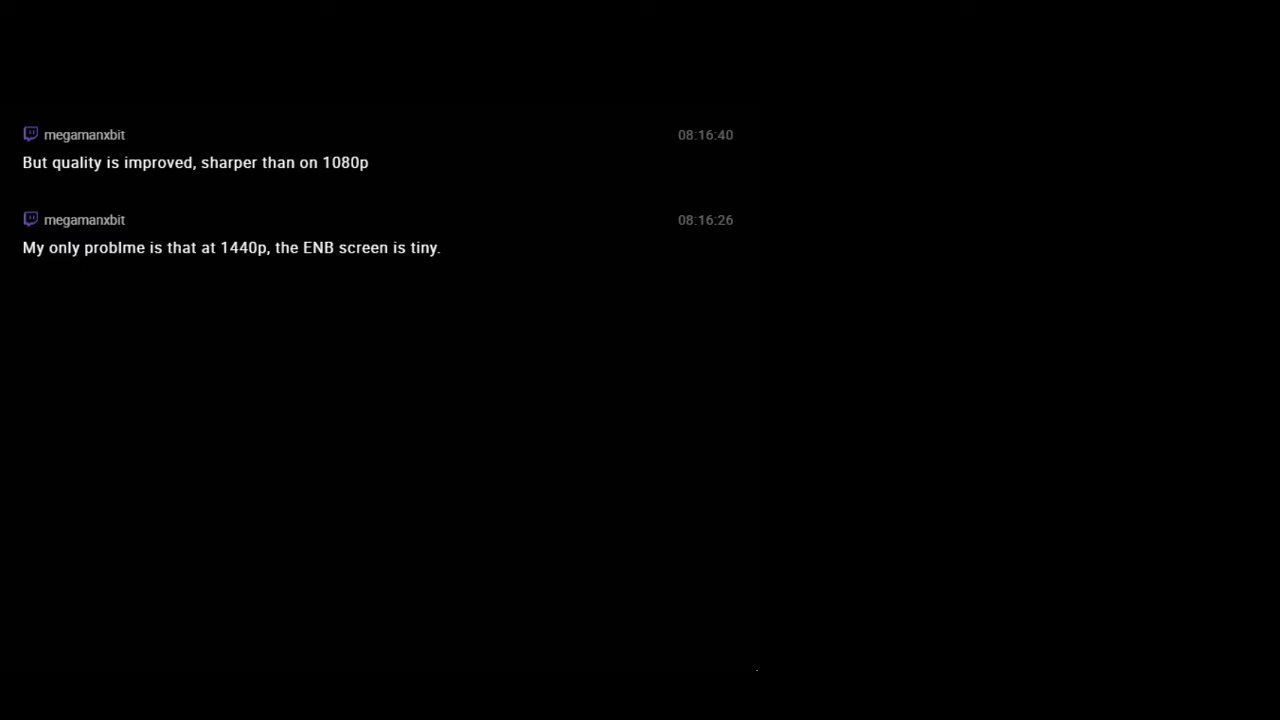 megamanxbit 08:16:40
But quality is improved, sharper than on 1080p
megamanxbit 08:16:26
My only problme is that at 1440p, the ENB screen is tiny.